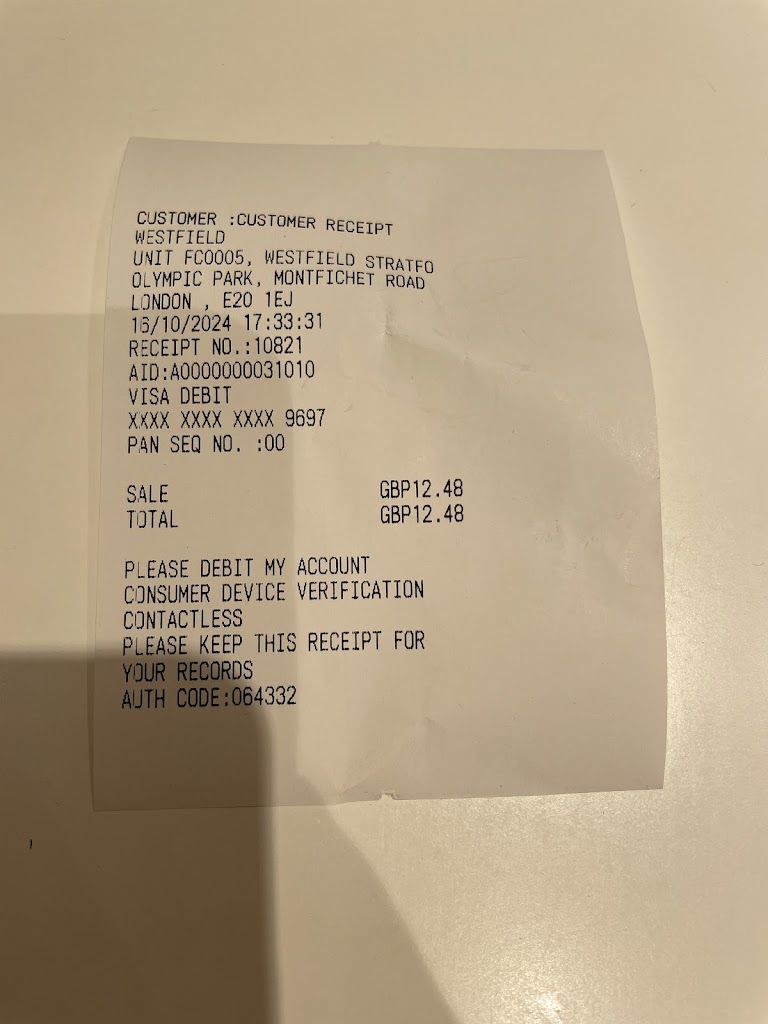 CUSTOMER :CUSTOMER RECEIPT
WESTFIELD
UNIT FC0005, WESTFIELD STRATFO
OLYMPIC PARK, MONTFICHET ROAD
LONDON , E20 1EJ
16/10/2024 17:33:31
RECEIPT NO.:10821
AID:A0000000031010
VISA DEBIT
XXXX XXXX XXXX 9697
PAN SEQ NO. :00
SALE GBP12.48
TOTAL GBP12.48
PLEASE DEBIT MY ACCOUNT
CONSUMER DEVICE VERIFICATION
CONTACTLESS
PLEASE KEEP THIS RECEIPT FOR
YOUR RECORDS
AUTH CODE:064332